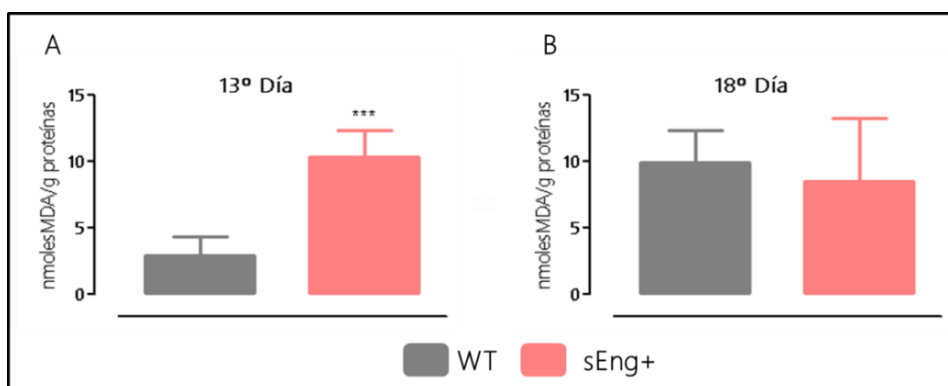 A
13º Día
15
***
10
5
0
nmolesMDA/g proteínas
B
18º Día
15
10
5
0
nmolesMDA/g proteínas
WT sEng+